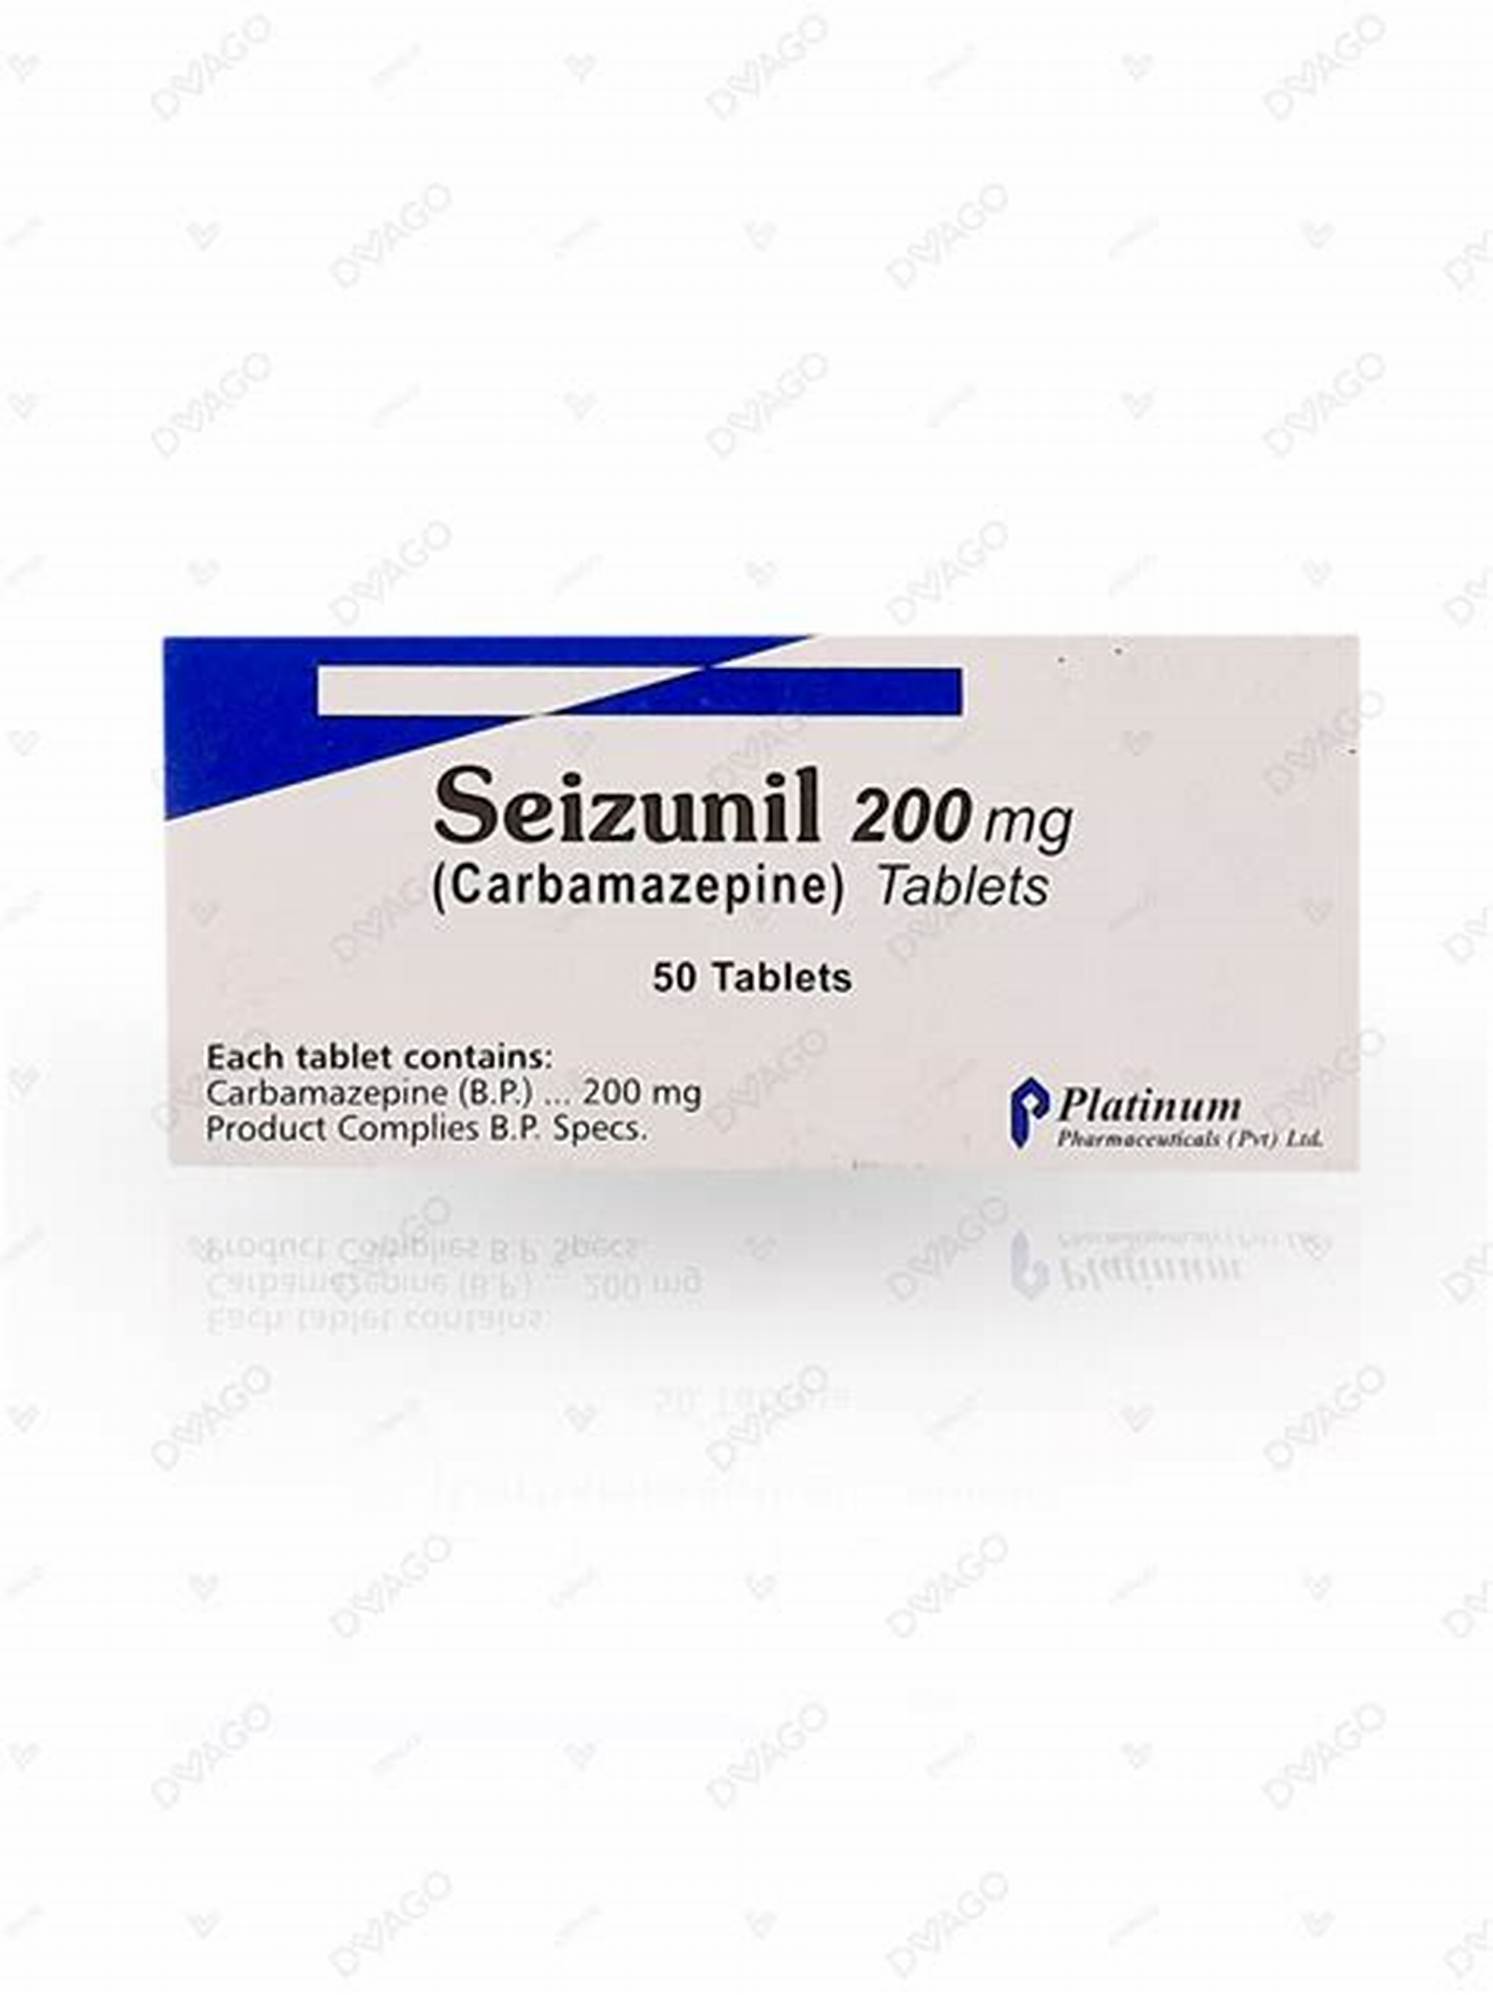 Seizunil 200 mg
(Carbamazepine) Tablets
50 Tablets
Each tablet contains:
Carbamazepine (B.P.) ... 200 mg
Product Complies B.P. Specs.
Platinum
Pharmaceuticals (Pvt) Ltd.
DVAGO